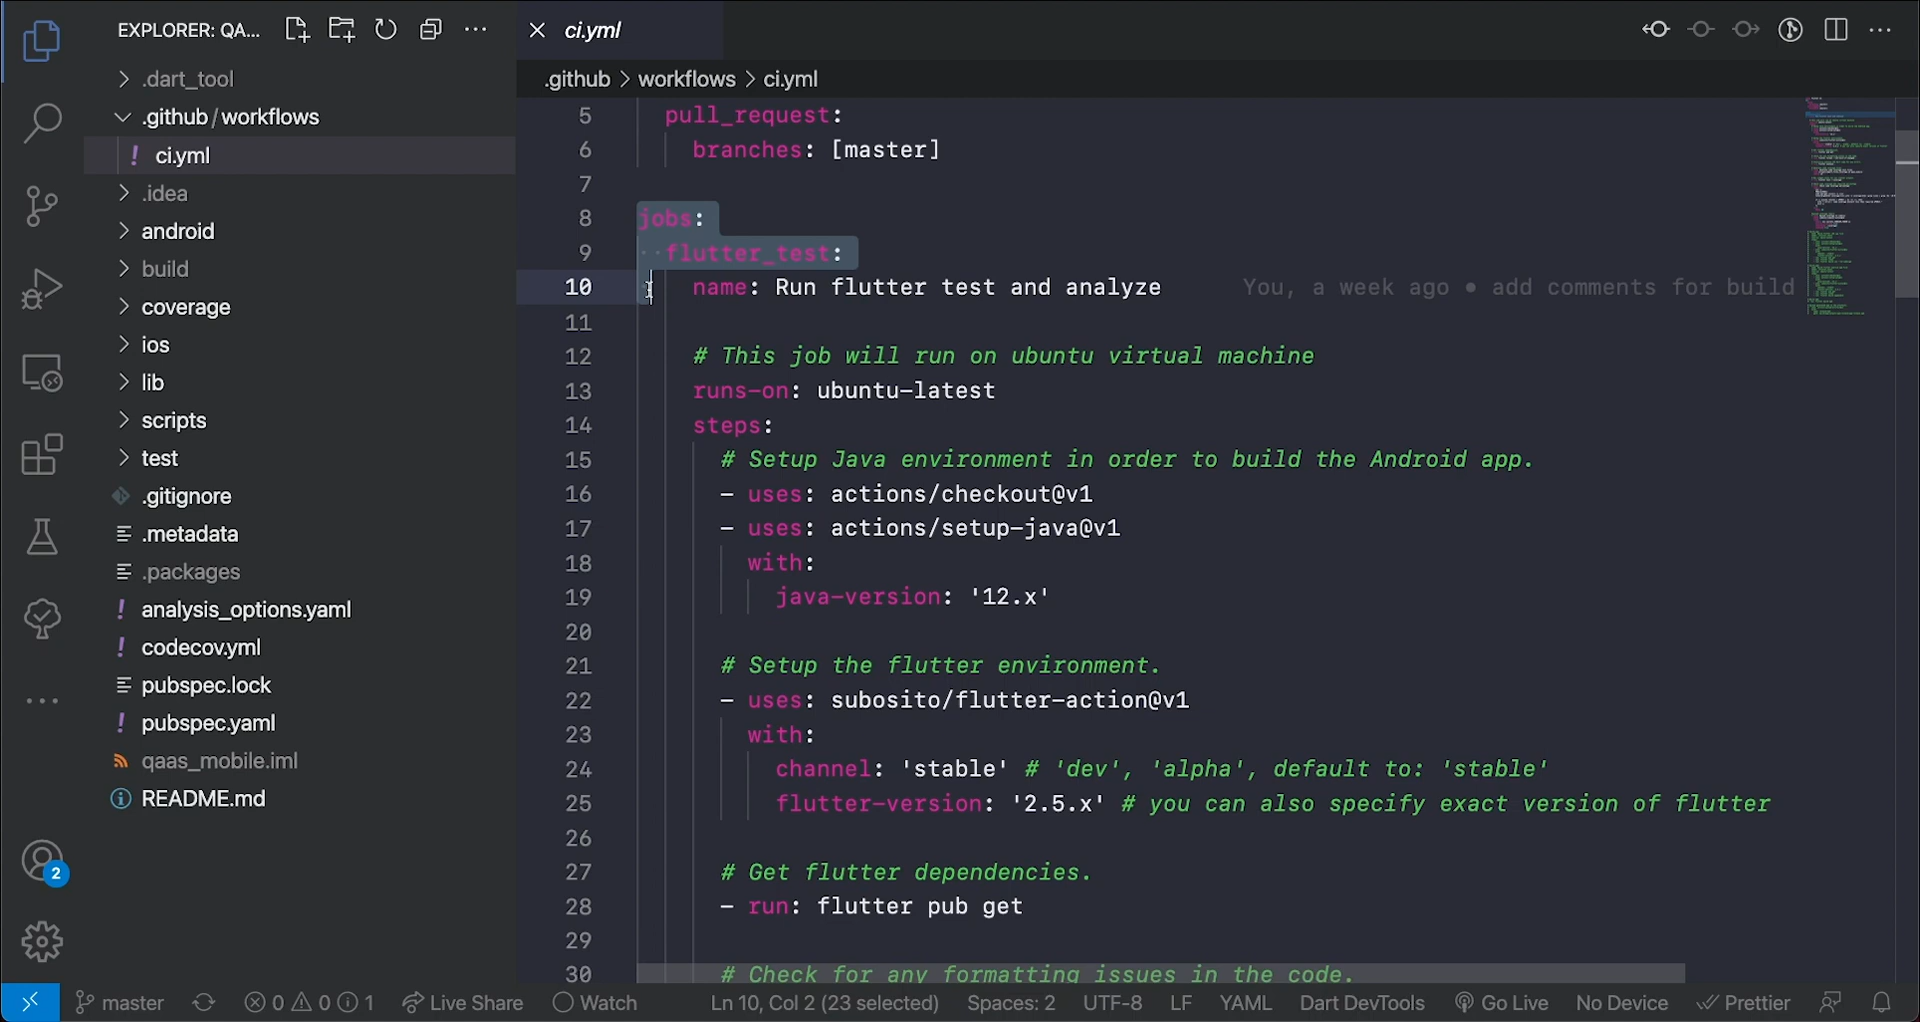 EXPLORER: QA...
.dart_tool
.github/workflows
! ci.yml
.idea
android
build
coverage
ios
lib
scripts
test
.gitignore
.metadata
.packages
! analysis_options.yaml
! codecov.yml
pubspec.lock
! pubspec.yaml
qaas_mobile.iml
README.md
2
ci.yml
.github > workflows > ci.yml
5 pull_request:
6 branches: [master]
7
8 jobs:
9 flutter_test:
10 name: Run flutter test and analyze You, a week ago • add comments for build
11
12 # This job will run on ubuntu virtual machine
13 runs-on: ubuntu-latest
14 steps:
15 # Setup Java environment in order to build the Android app.
16 - uses: actions/checkout@v1
17 - uses: actions/setup-java@v1
18 with:
19 java-version: '12.x'
20
21 # Setup the flutter environment.
22 - uses: subosito/flutter-action@v1
23 with:
24 channel: 'stable' # 'dev', 'alpha', default to: 'stable'
25 flutter-version: '2.5.x' # you can also specify exact version of flutter
26
27 # Get flutter dependencies.
28 - run: flutter pub get
29
30 # Check for any formatting issues in the code.
master 0 0 1 Live Share Watch Ln 10, Col 2 (23 selected) Spaces: 2 UTF-8 LF YAML Dart DevTools Go Live No Device Prettier